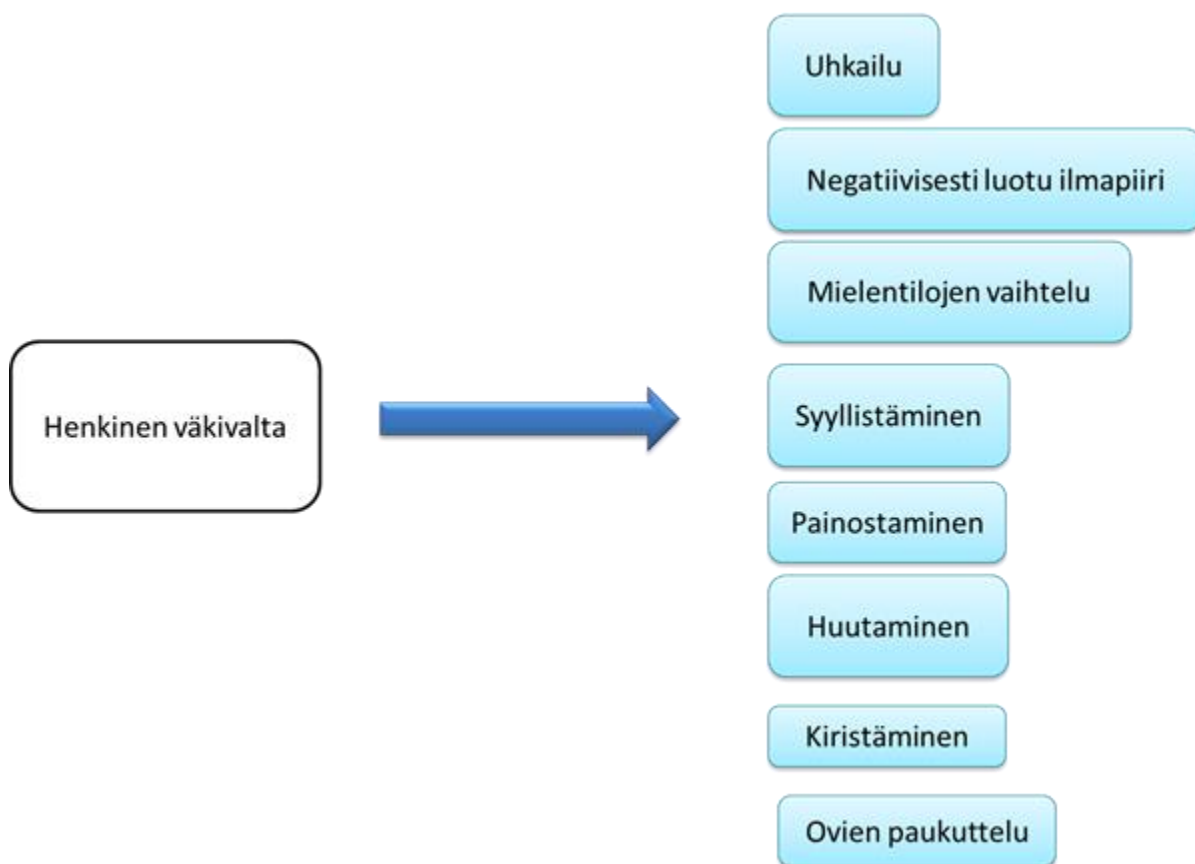 Uhkailu
Negatiivisesti luotu ilmapiiri
Mielentilojen vaihtelu
Henkinen väkivalta
Syyllistäminen
Painostaminen
Huutaminen
Kiristäminen
Ovien paukuttelu